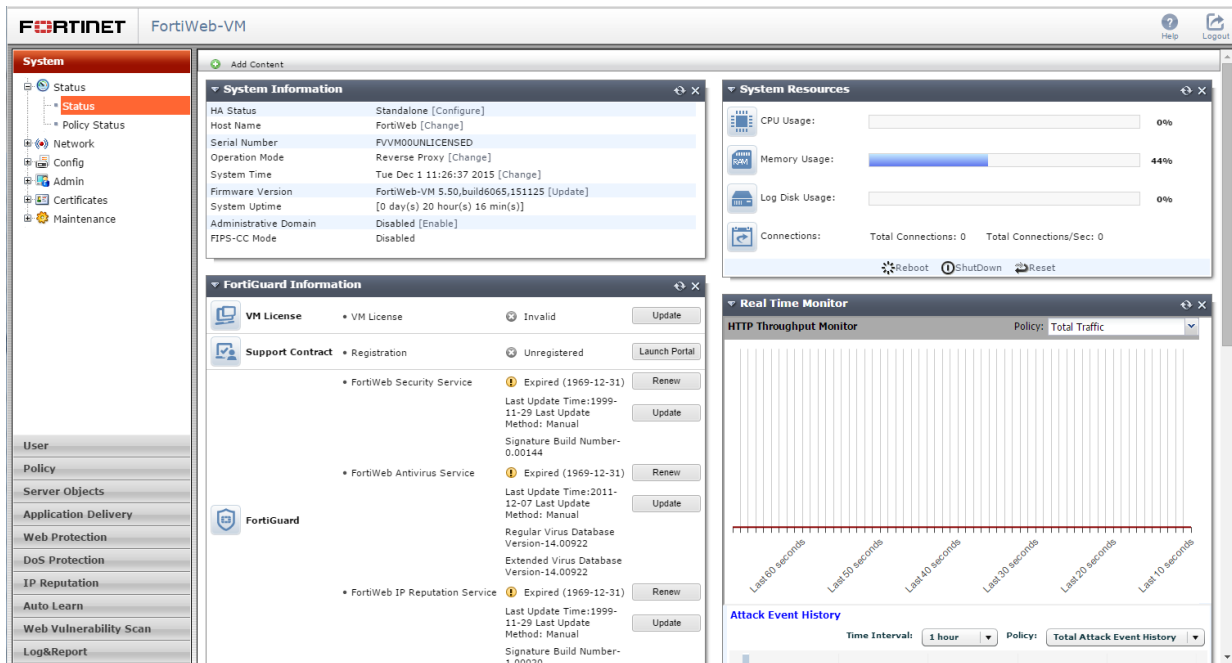 FORTINET FortiWeb-VM
Help
Logout
System
Status
Status
Policy Status
Network
Config
Admin
Certificates
Maintenance
User
Policy
Server Objects
Application Delivery
Web Protection
DoS Protection
IP Reputation
Auto Learn
Web Vulnerability Scan
Log&Report
Add Content
System Information
HA Status Standalone [Configure]
Host Name FortiWeb [Change]
Serial Number FVVM00UNLICENSED
Operation Mode Reverse Proxy [Change]
System Time Tue Dec 1 11:26:37 2015 [Change]
Firmware Version FortiWeb-VM 5.50,build6065,151125 [Update]
System Uptime [0 day(s) 20 hour(s) 16 min(s)]
Administrative Domain Disabled [Enable]
FIPS-CC Mode Disabled
FortiGuard Information
VM License • VM License Invalid Update
Support Contract • Registration Unregistered Launch Portal
FortiGuard
• FortiWeb Security Service Expired (1969-12-31) Renew
Last Update Time:1999-
11-29 Last Update
Method: Manual
Update
Signature Build Number-
0.00144
• FortiWeb Antivirus Service Expired (1969-12-31) Renew
Last Update Time:2011-
12-07 Last Update
Method: Manual
Update
Regular Virus Database
Version-14.00922
Extended Virus Database
Version-14.00922
• FortiWeb IP Reputation Service Expired (1969-12-31) Renew
Last Update Time:1999-
11-29 Last Update
Method: Manual
Update
Signature Build Number-
1.00020
System Resources
CPU Usage: 0%
RAM
Memory Usage: 44%
Log Disk Usage: 0%
Connections: Total Connections: 0 Total Connections/Sec: 0
Reboot ShutDown Reset
Real Time Monitor
HTTP Throughput Monitor Policy: Total Traffic
Last 60 seconds
Last 50 seconds
Last 40 seconds
Last 30 seconds
Last 20 seconds
Last 10 seconds
Attack Event History
Time Interval: 1 hour Policy: Total Attack Event History